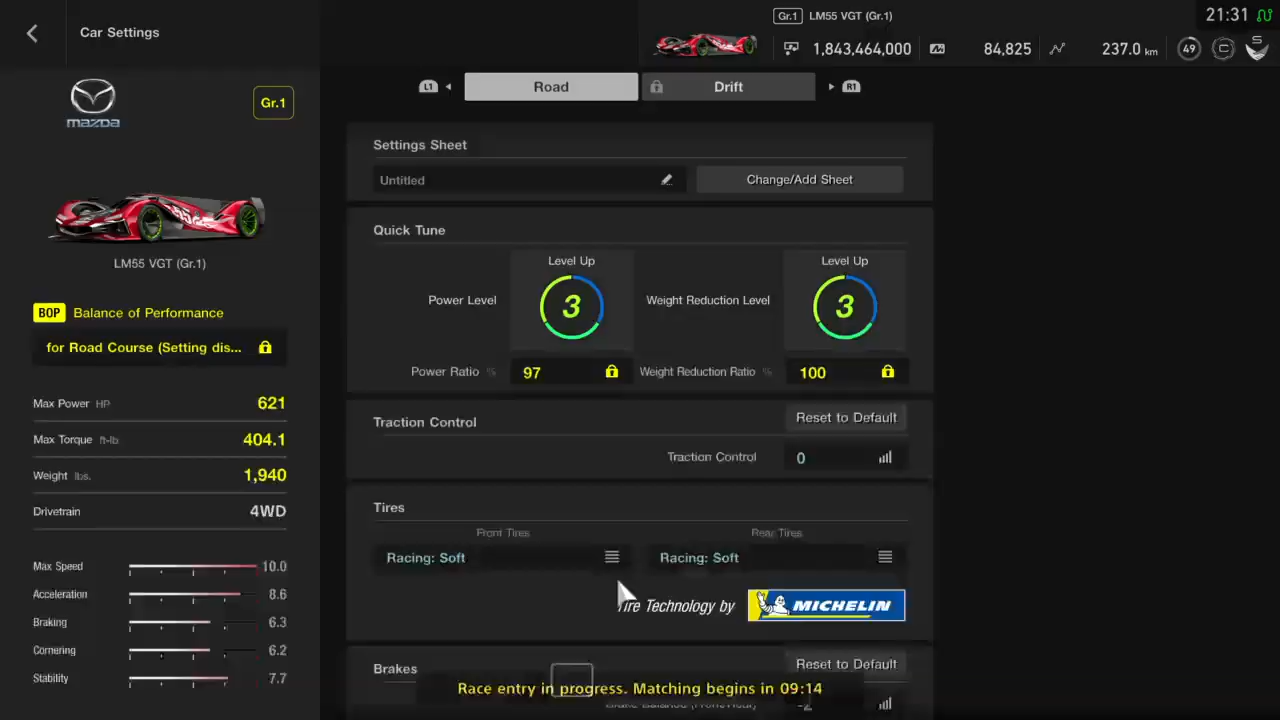 Car Settings
Gr.1 LM55 VGT (Gr.1)
1,843,464,000
84,825
237.0 km
49
21:31
mazda
Gr.1
LM55 VGT (Gr.1)
BOP Balance of Performance
for Road Course (Setting dis...
Max Power HP 621
Max Torque ft-lb 404.1
Weight lbs. 1,940
Drivetrain 4WD
Max Speed 10.0
Acceleration 8.6
Braking 6.3
Cornering 6.2
Stability 7.7
L1 Road Drift R1
Settings Sheet
Untitled Change/Add Sheet
Quick Tune
Level Up Level Up
Power Level 3 Weight Reduction Level 3
Power Ratio % 97 Weight Reduction Ratio % 100
Traction Control Reset to Default
Traction Control 0
Tires
Front Tires Rear Tires
Racing: Soft Racing: Soft
Tire Technology by MICHELIN
Brakes Reset to Default
Race entry in progress. Matching begins in 09:14